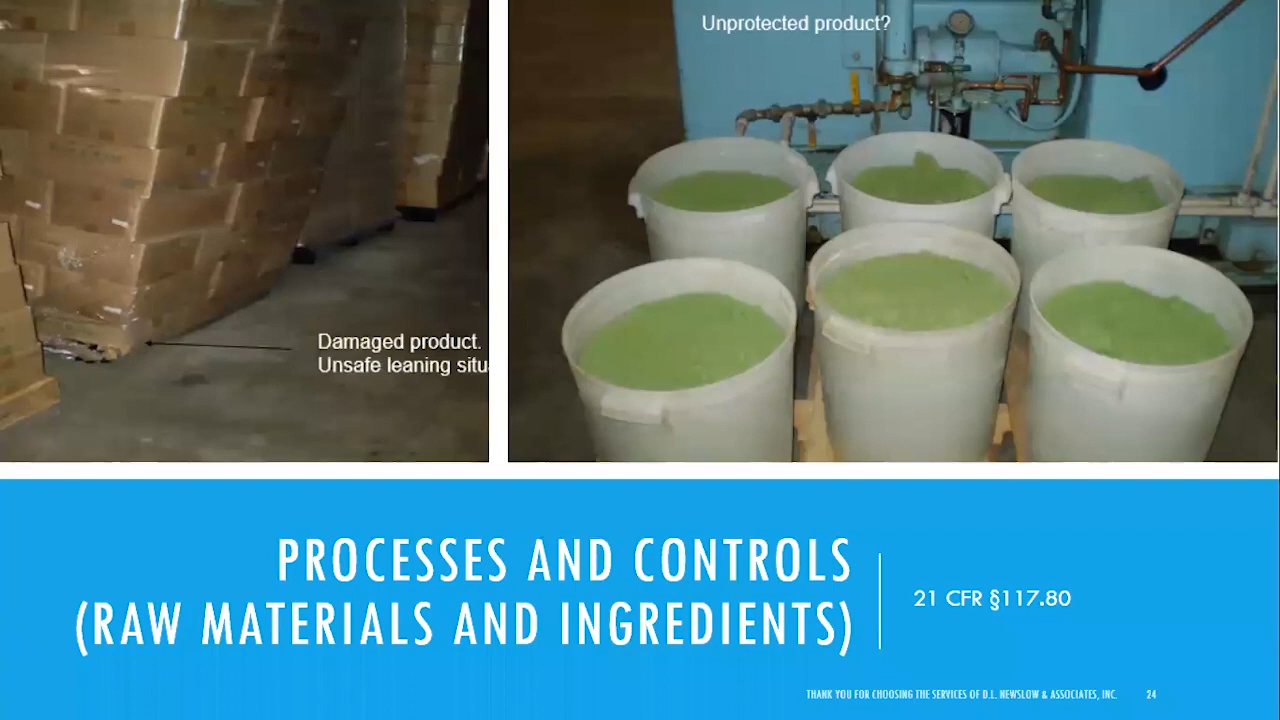 Unprotected product?
Damaged product.
Unsafe leaning situ
PROCESSES AND CONTROLS
(RAW MATERIALS AND INGREDIENTS)
21 CFR §117.80
THANK YOU FOR CHOOSING THE SERVICES OF D.L. NEWSLOW & ASSOCIATES, INC.
24